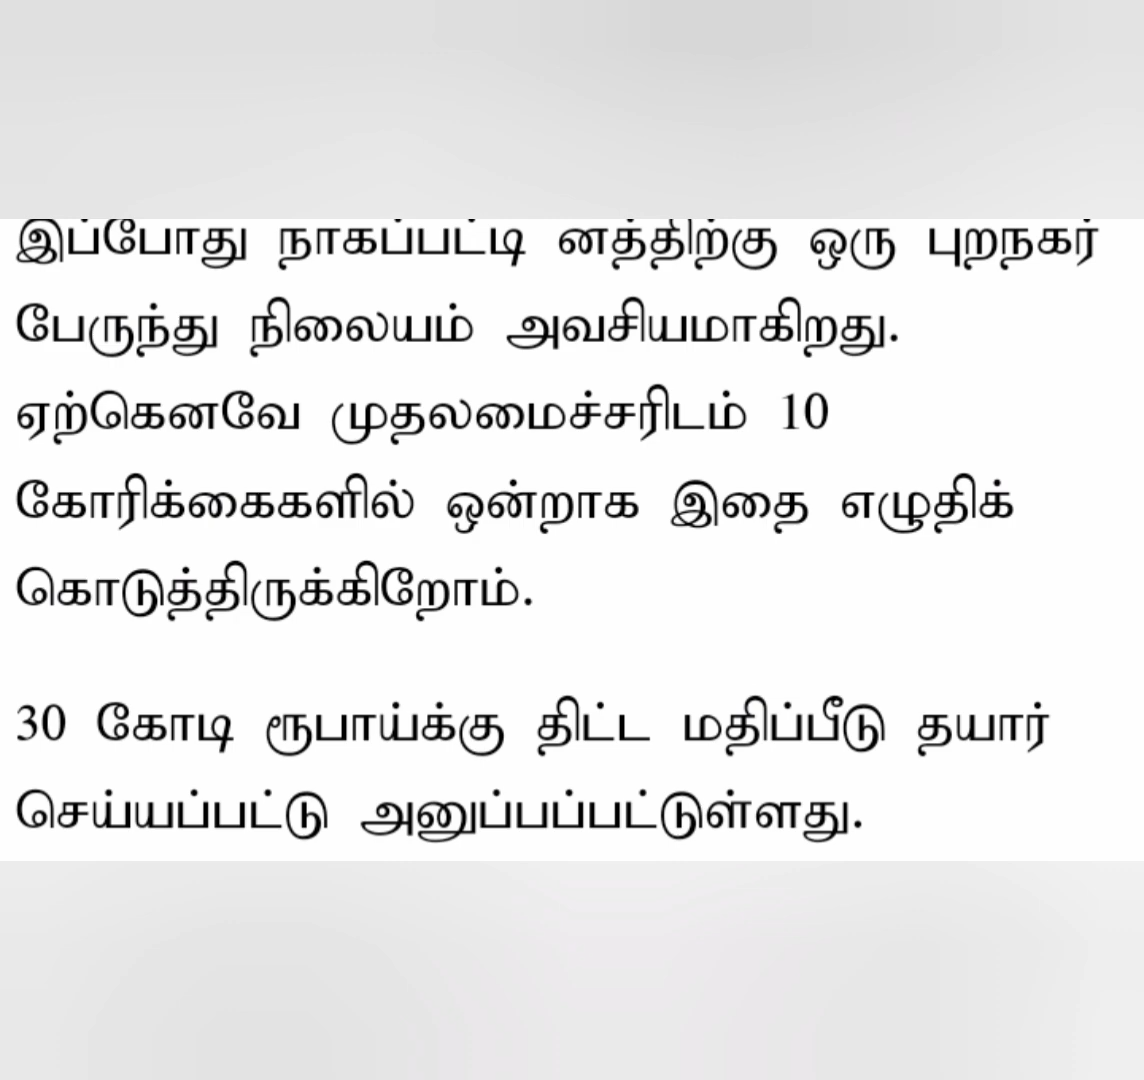 இப்போது நாகப்பட்டி னத்திற்கு ஒரு புறநகர்
பேருந்து நிலையம் அவசியமாகிறது.
ஏற்கெனவே முதலமைச்சரிடம் 10
கோரிக்கைகளில் ஒன்றாக இதை எழுதிக்
கொடுத்திருக்கிறோம்.
30 கோடி ரூபாய்க்கு திட்ட மதிப்பீடு தயார்
செய்யப்பட்டு அனுப்பப்பட்டுள்ளது.